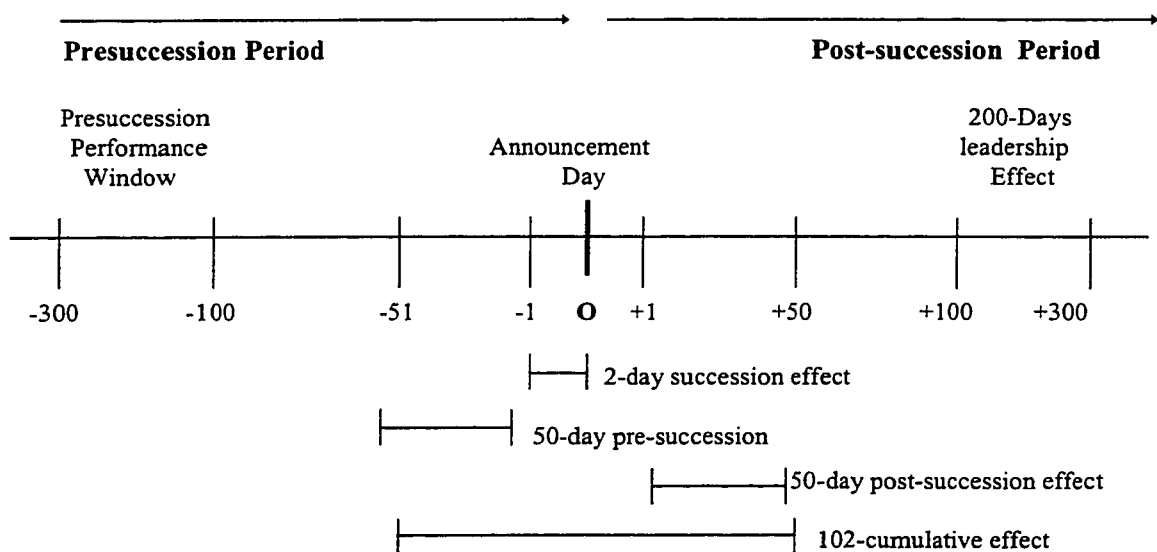 Presuccession Period
Post-succession Period
Presuccession
Performance
Window
Announcement
Day
200-Days
leadership
Effect
-300 -100 -51 -1 O +1 +50 +100 +300
2-day succession effect
50-day pre-succession
50-day post-succession effect
102-cumulative effect